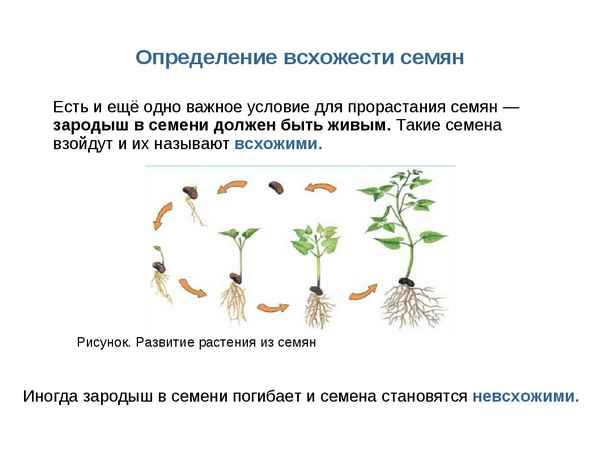 Определение всхожести семян
Есть и ещё одно важное условие для прорастания семян —
зародыш в семени должен быть живым. Такие семена
взойдут и их называют всхожими.
Рисунок. Развитие растения из семян
Иногда зародыш в семени погибает и семена становятся невсхожими.